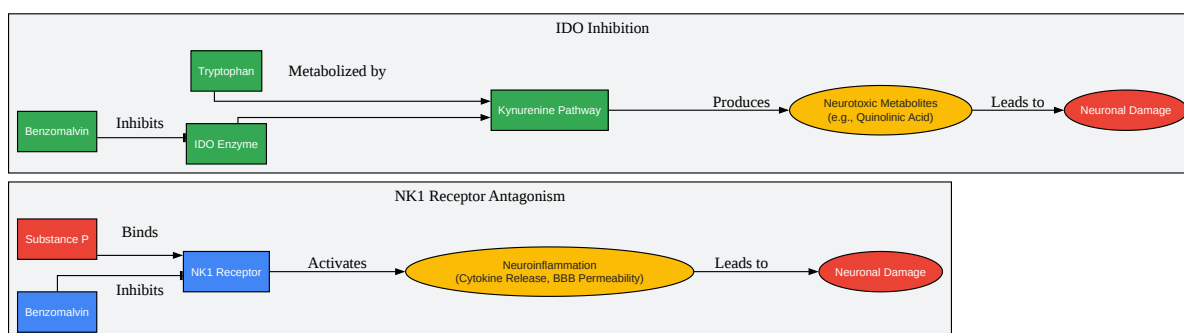 IDO Inhibition
Tryptophan
Metabolized by
Benzomalvin
Inhibits
IDO Enzyme
Kynurenine Pathway
Produces
Neurotoxic Metabolites
(e.g., Quinolinic Acid)
Leads to
Neuronal Damage
NK1 Receptor Antagonism
Substance P
Binds
Benzomalvin
Inhibits
NK1 Receptor
Activates
Neuroinflammation
(Cytokine Release, BBB Permeability)
Leads to
Neuronal Damage